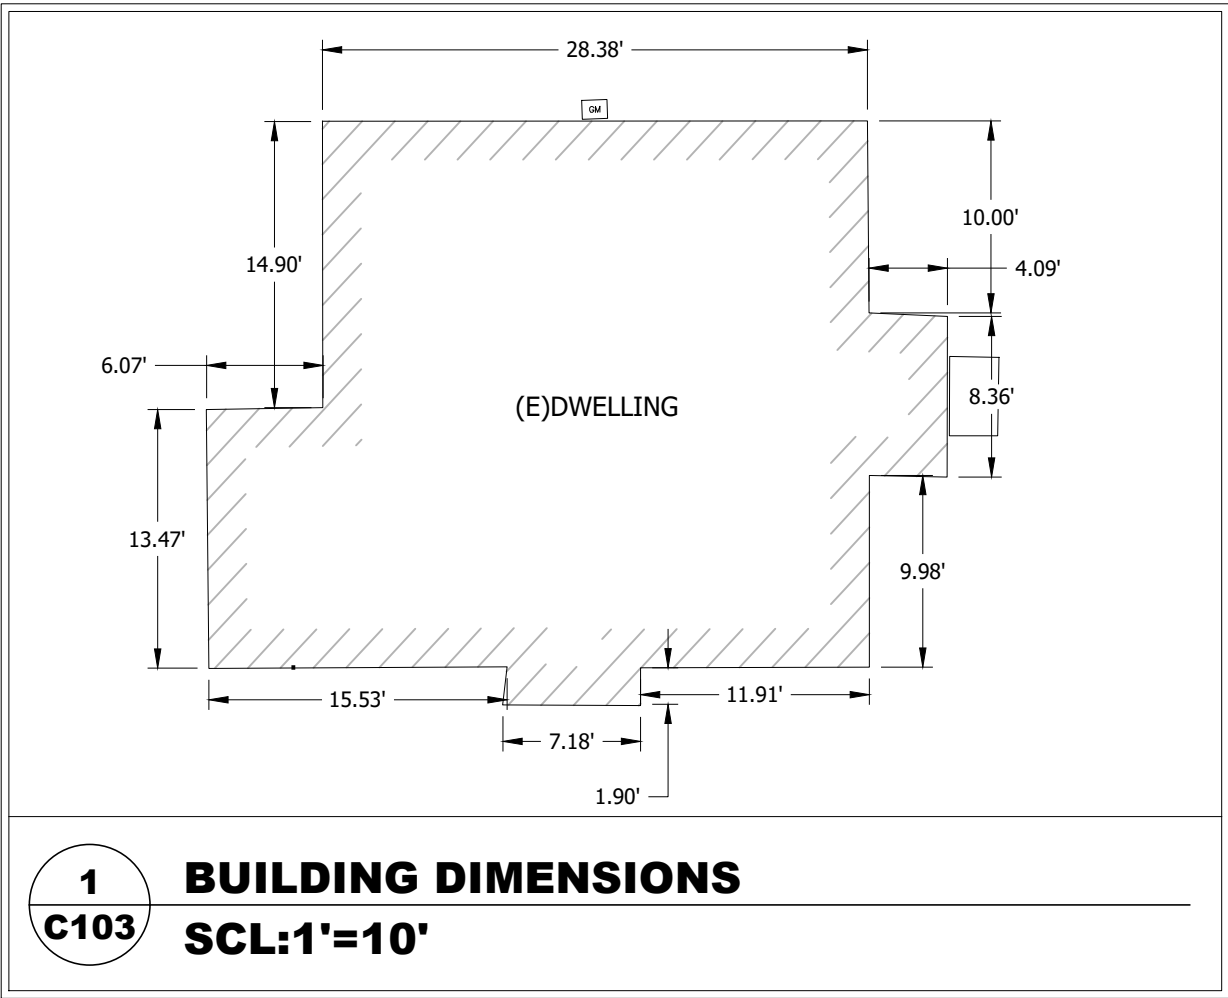 28.38'
GM
10.00'
14.90'
4.09'
6.07'
8.36'
(E)DWELLING
13.47'
9.98'
15.53'
11.91'
7.18'
1.90'
1
C103
BUILDING DIMENSIONS
SCL:1'=10'